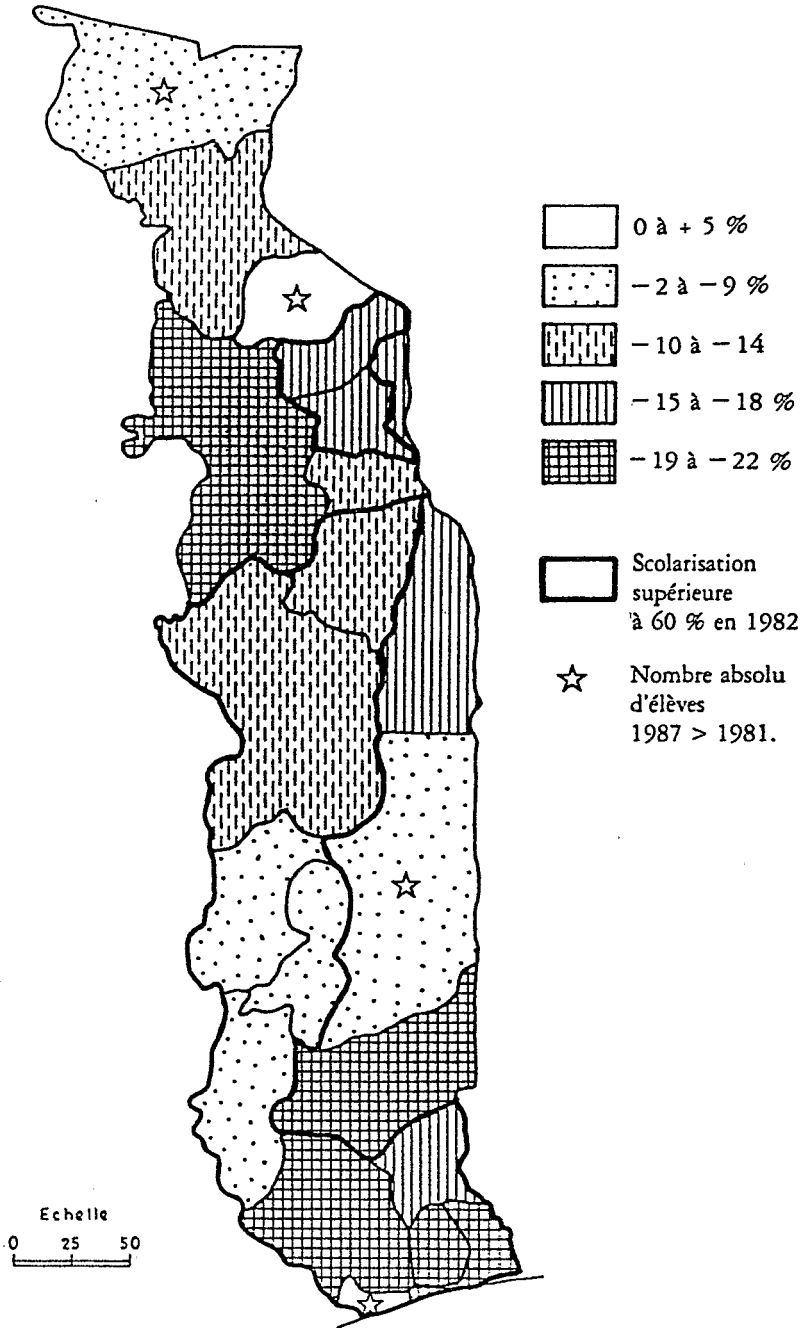 0 à + 5 %
− 2 à − 9 %
− 10 à − 14
− 15 à − 18 %
− 19 à − 22 %
Scolarisation
supérieure
à 60 % en 1982
Nombre absolu
d'élèves
1987 > 1981.
Echelle
0 25 50